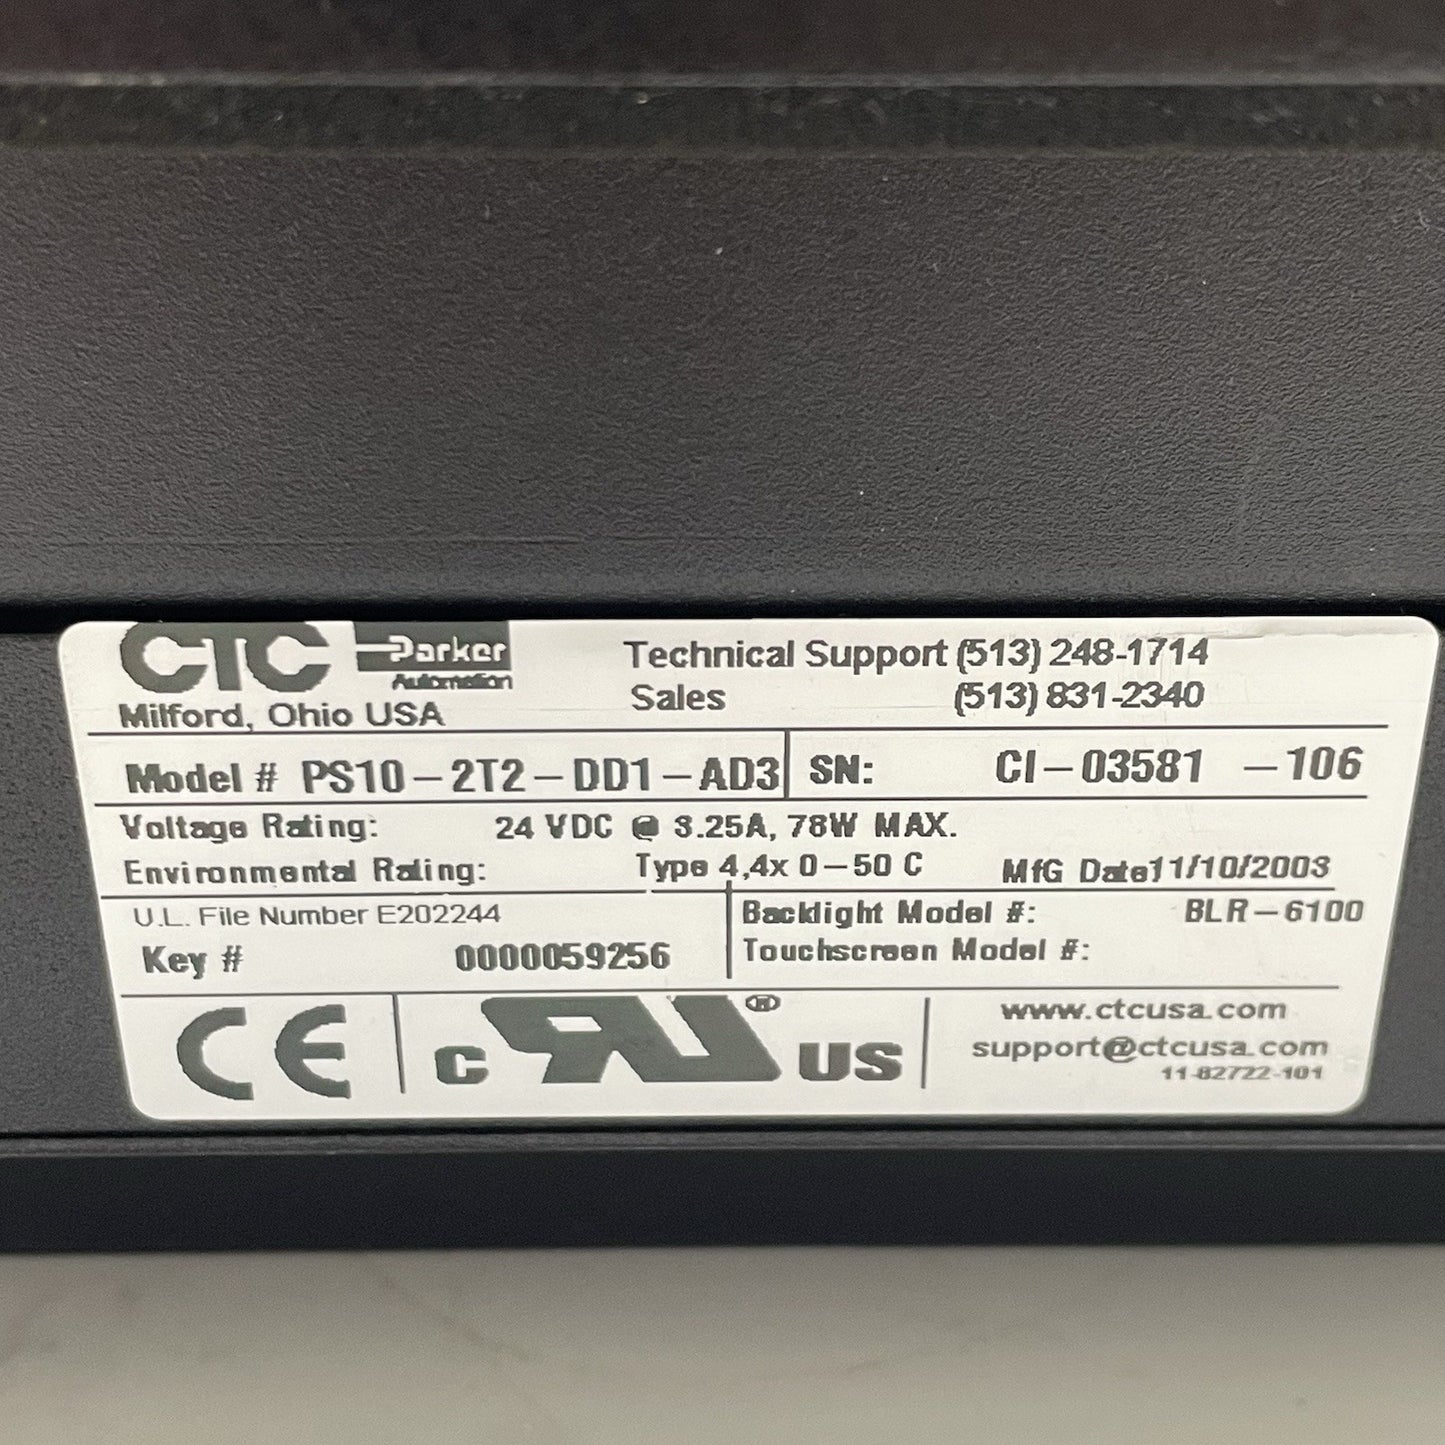 CTC Parker Automation
Milford, Ohio USA
Technical Support (513) 248-1714
Sales (513) 831-2340
Model # PS10-2T2-DD1-AD3
SN: CI-03581 -106
Voltage Rating: 24 VDC @ 3.25A, 78W MAX.
Environmental Rating: Type 4,4x 0-50 C MfG Date11/10/2003
U.L. File Number E202244
Key # 0000059256
Backlight Model #: BLR-6100
Touchscreen Model #:
CE
c RU ® US
www.ctcusa.com
support@ctcusa.com
11-82722-101